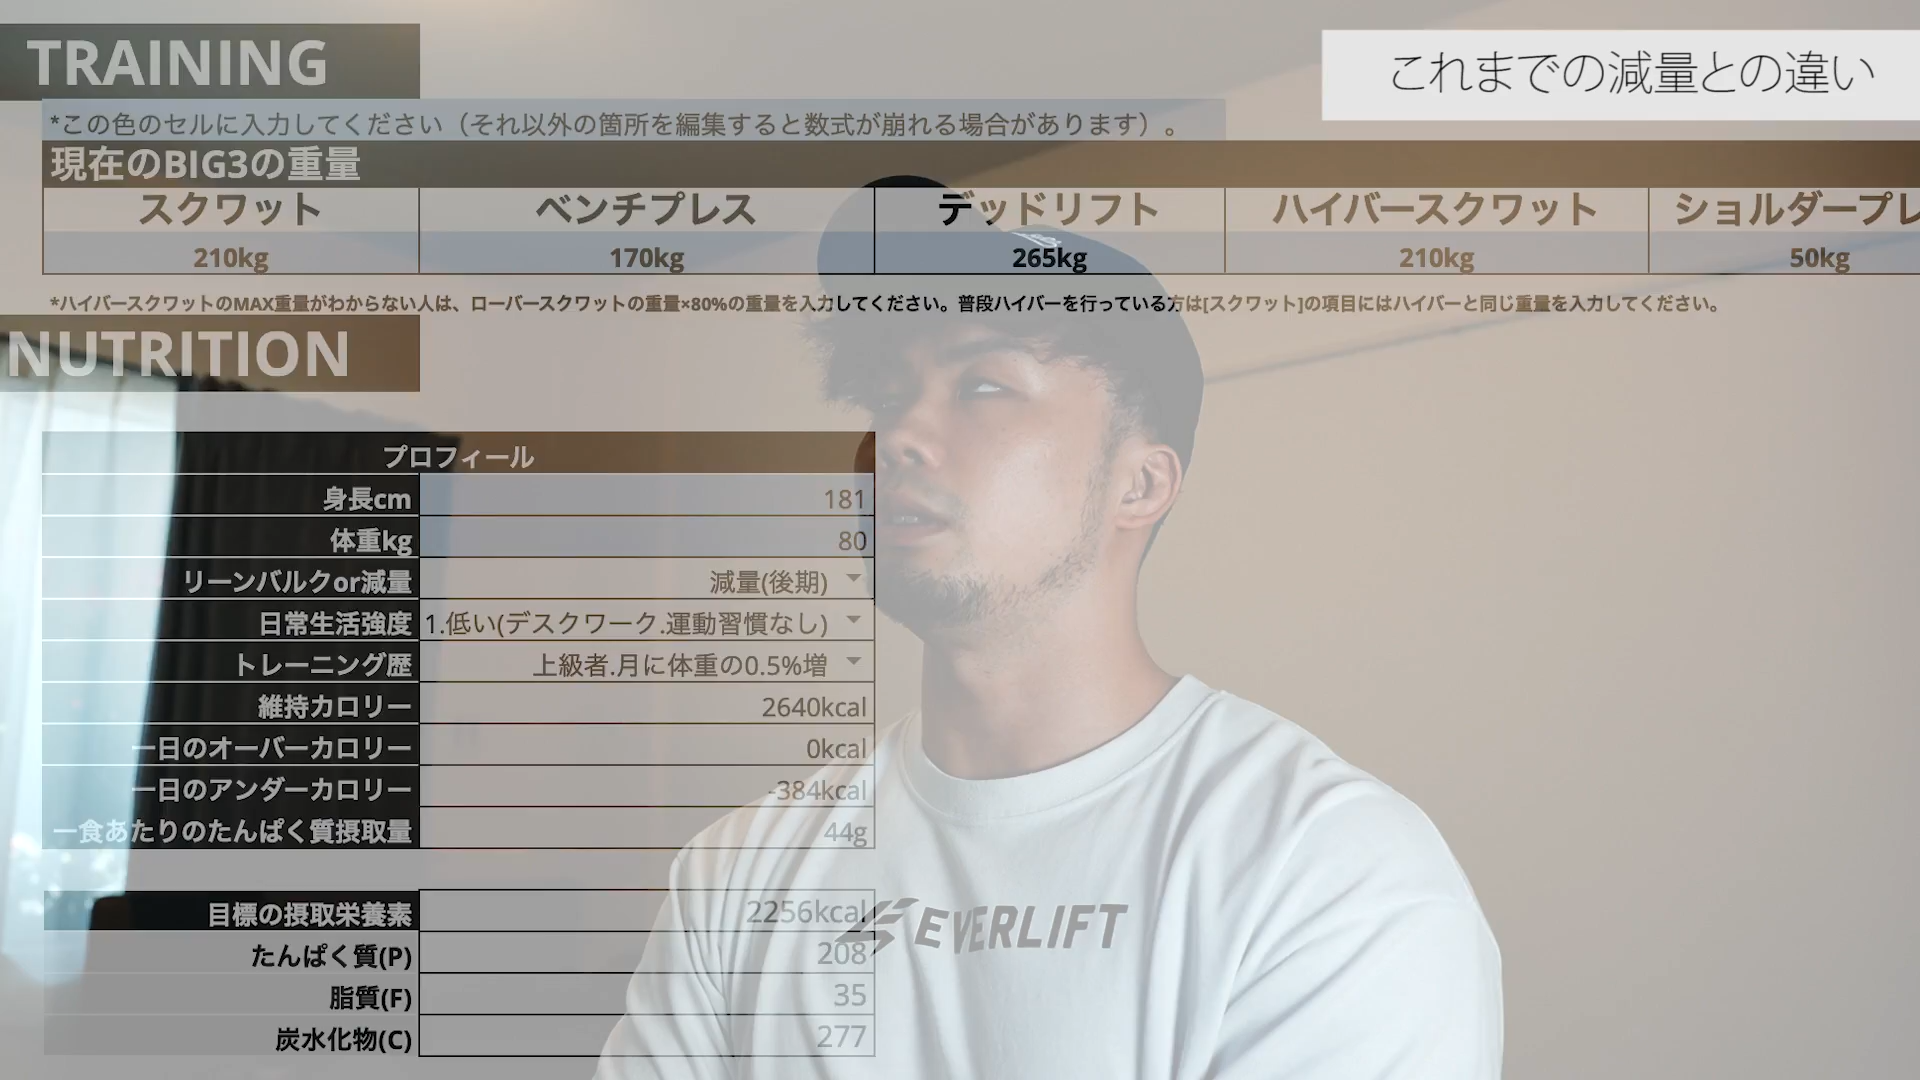 TRAINING
これまでの減量との違い
*この色のセルに入力してください（それ以外の箇所を編集すると数式が崩れる場合があります）。
現在のBIG3の重量
スクワット ベンチプレス デッドリフト ハイバースクワット ショルダープレ
210kg 170kg 265kg 210kg 50kg
*ハイバースクワットのMAX重量がわからない人は、ローバースクワットの重量×80%の重量を入力してください。普段ハイバーを行っている方は[スクワット]の項目にはハイバーと同じ重量を入力してください。
NUTRITION
プロフィール
身長cm 181
体重kg 80
リーンバルクor減量 減量(後期)
日常生活強度 1.低い(デスクワーク.運動習慣なし)
トレーニング歴 上級者.月に体重の0.5%増
維持カロリー 2640kcal
一日のオーバーカロリー 0kcal
一日のアンダーカロリー -384kcal
一食あたりのたんぱく質摂取量 44g
目標の摂取栄養素 2256kcal
たんぱく質(P) 208
脂質(F) 35
炭水化物(C) 277
EVERLIFT